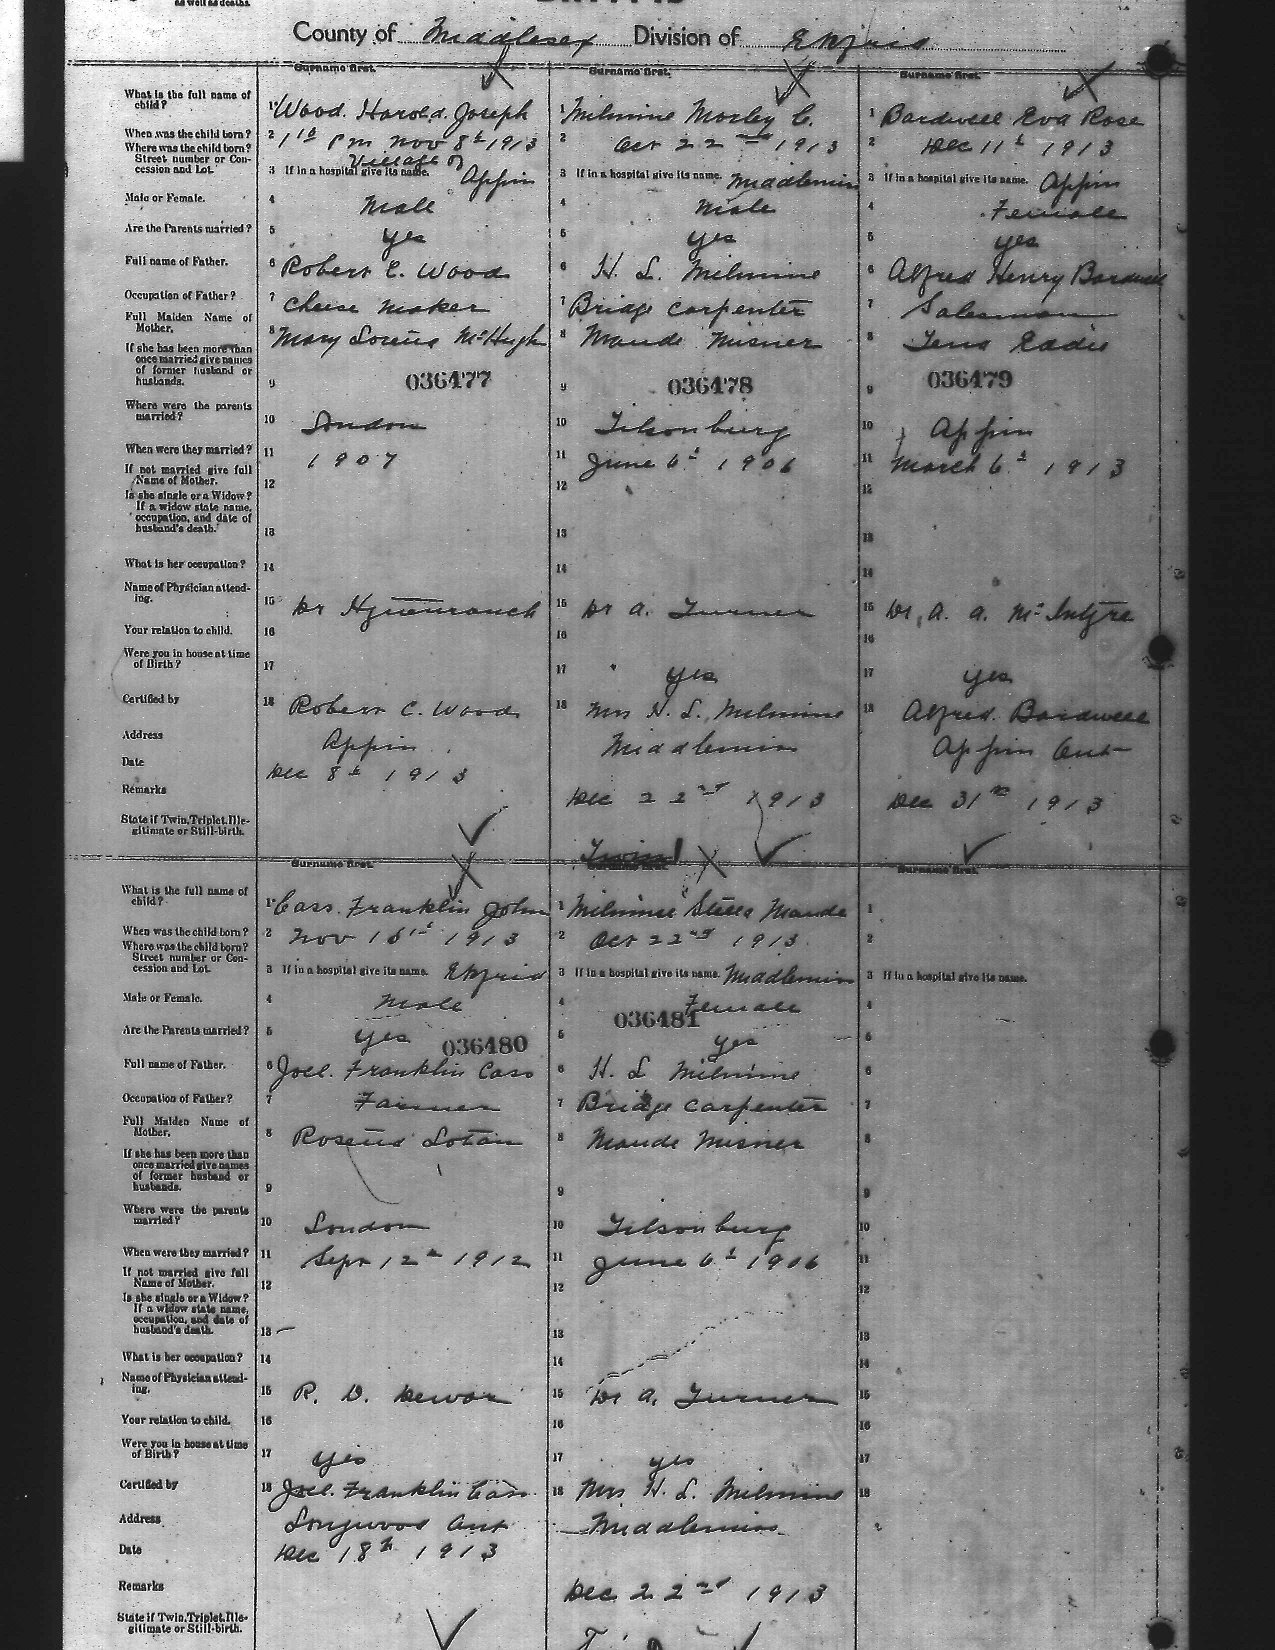 as well as deaths.
County of Middlesex Division of Ekfrid
Surname first. Surname first. Surname first.
What is the full name of child?
1 Wood. Harold. Joseph
1 Milmine Morley C.
1 Bardwell Eva Rose
When was the child born?
2 1 15 P m Nov 8th 1913
2 Oct 22nd 1913
2 Dec 11th 1913
Where was the child born? Street number or Concession and Lot.
3 If in a hospital give its name. Village of Appin
3 If in a hospital give its name. Middlemiss
3 If in a hospital give its name. Appin
Male or Female.
4 Male
4 Male
4 Female
Are the Parents married?
5 yes
5 yes
5 yes
Full name of Father.
6 Robert C. Wood
6 H. L. Milmine
6 Alfred Henry Bardwell
Occupation of Father?
7 Cheese Maker
7 Bridge Carpenter
7 Salesman
Full Maiden Name of Mother.
8 Mary McHugh
8 Maude Misner
8 Eadie
If she has been more than once married give names of former husband or husbands.
9 036477
9 036478
9 036479
Where were the parents married?
10 London
10 Tilsonburg
10 Appin
When were they married?
11 1907
11 June 6th 1906
11 March 6th 1913
If not married give full Name of Mother.
12
12
12
Is she single or a Widow? If a widow state name, occupation, and date of husband's death.
13
13
13
What is her occupation?
14
14
14
Name of Physician attending.
15 Dr
15 Dr A. Turner
15 Dr. A. A. McIntyre
Your relation to child.
16
16
16
Were you in house at time of Birth?
17
17 yes
17 yes
Certified by
18 Robert C. Wood
18 Mrs H. L. Milmine
18 Alfred. Bardwell
Address
Appin
Middlemiss
Appin Ont
Date
Dec 8th 1913
Dec 22nd 1913
Dec 31st 1913
Remarks
State if Twin, Triplet, Illegitimate or Still-birth.
Twin
Surname first. Surname first. Surname first.
What is the full name of child?
1 Cass. Franklin John
1 Milmine Stella Maude
1
When was the child born?
2 Nov 16th 1913
2 Oct 22nd 1913
2
Where was the child born? Street number or Concession and Lot.
3 If in a hospital give its name. Ekfrid
3 If in a hospital give its name. Middlemiss
3 If in a hospital give its name.
Male or Female.
4 Male
4 Female
4
Are the Parents married?
5 yes 036480
5 036481 yes
5
Full name of Father.
6 Joel. Franklin Cass
6 H. L Milmine
6
Occupation of Father?
7 Farmer
7 Bridge Carpenter
7
Full Maiden Name of Mother.
8 Rosena Lotan
8 Maude Misner
8
If she has been more than once married give names of former husband or husbands.
9
9
9
Where were the parents married?
10 London
10 Tilsonburg
10
When were they married?
11 Sept 12th 1912
11 June 6th 1906
11
If not married give full Name of Mother.
12
12
12
Is she single or a Widow? If a widow state name, occupation, and date of husband's death.
13
13
13
What is her occupation?
14
14
14
Name of Physician attending.
15 R. D. Dewar
15 Dr A. Turner
15
Your relation to child.
16
16
16
Were you in house at time of Birth?
17 yes
17 yes
17
Certified by
18 Joel. Franklin Cass
18 Mrs H. L. Milmine
18
Address
Longwood Ont
Middlemiss
Date
Dec 18th 1913
Dec 22nd 1913
Remarks
State if Twin, Triplet, Illegitimate or Still-birth.